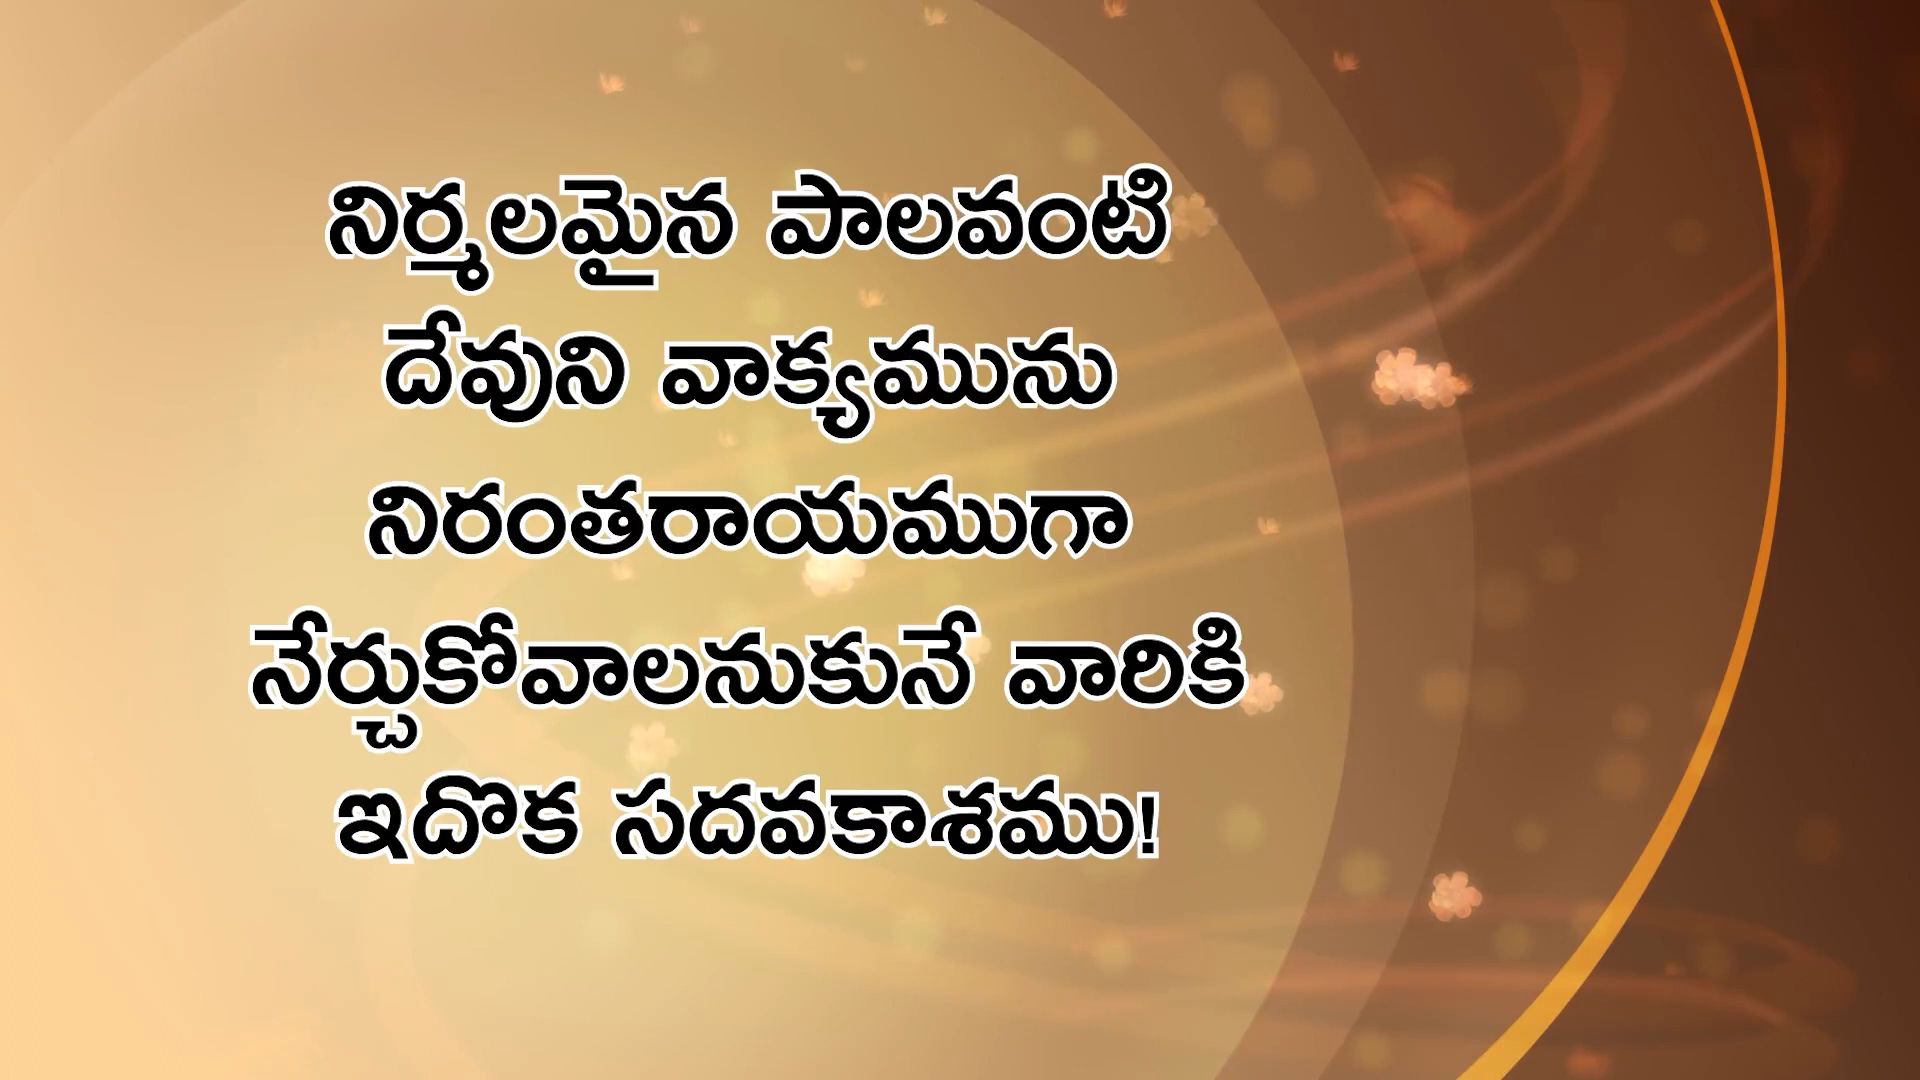 నిర్మలమైన పాలవంటి
దేవుని వాక్యమును
నిరంతరాయముగా
నేర్చుకోవాలనుకునే వారికి
ఇదొక సదవకాశము!